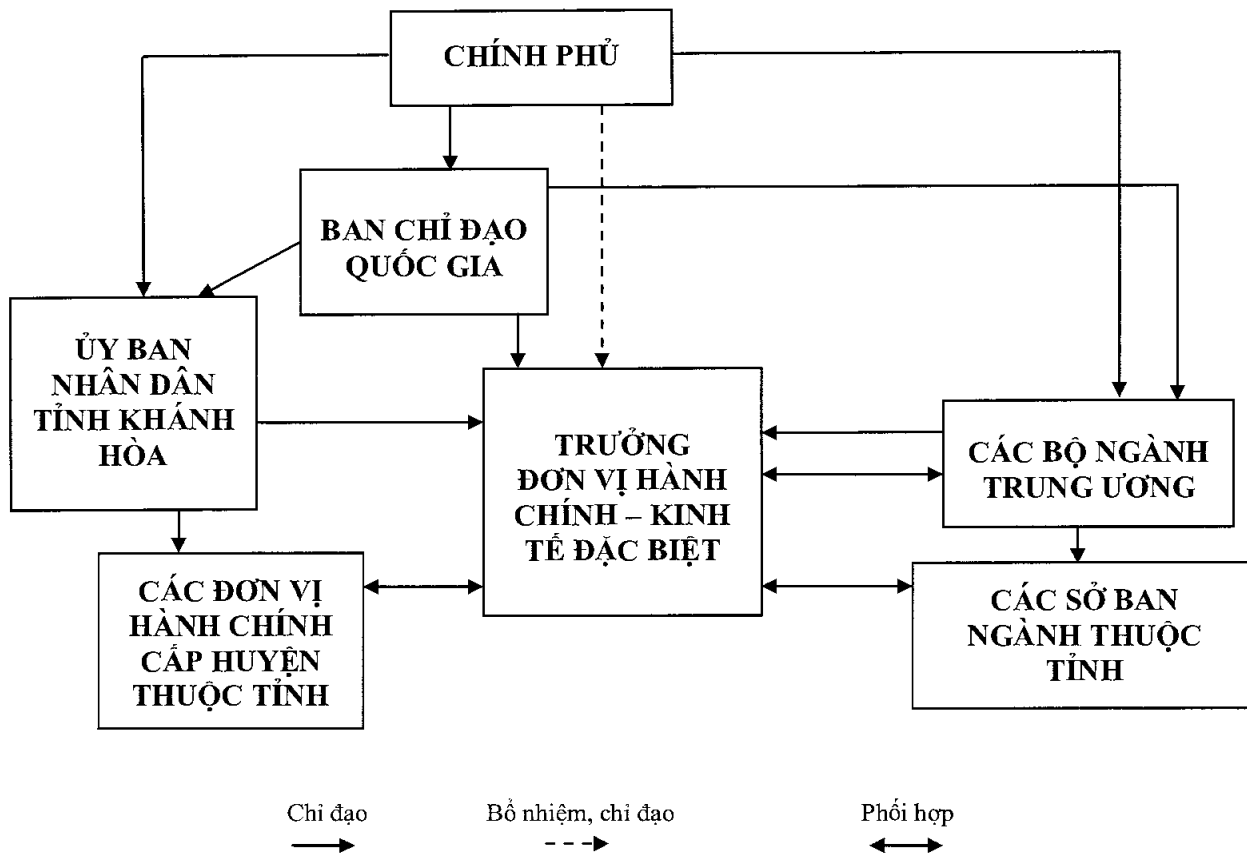 CHÍNH PHỦ
BAN CHỈ ĐẠO
QUỐC GIA
ỦY BAN
NHÂN DÂN
TỈNH KHÁNH
HÒA
TRƯỞNG
ĐƠN VỊ HÀNH
CHÍNH – KINH
TẾ ĐẶC BIỆT
CÁC BỘ NGÀNH
TRUNG ƯƠNG
CÁC ĐƠN VỊ
HÀNH CHÍNH
CẤP HUYỆN
THUỘC TỈNH
CÁC SỞ BAN
NGÀNH THUỘC
TỈNH
Chỉ đạo
Bổ nhiệm, chỉ đạo
Phối hợp